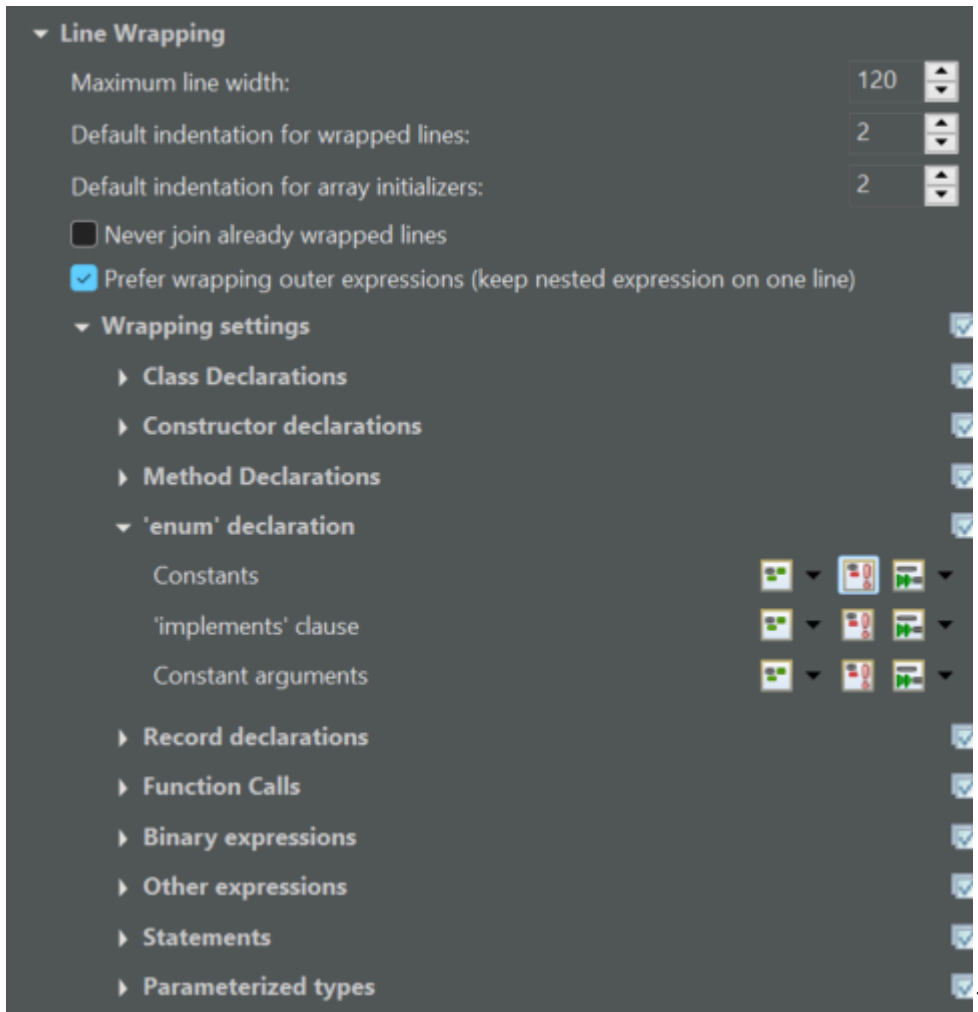 Line Wrapping
Maximum line width: 120
Default indentation for wrapped lines: 2
Default indentation for array initializers: 2
Never join already wrapped lines
Prefer wrapping outer expressions (keep nested expression on one line)
Wrapping settings
Class Declarations
Constructor declarations
Method Declarations
'enum' declaration
Constants
'implements' clause
Constant arguments
Record declarations
Function Calls
Binary expressions
Other expressions
Statements
Parameterized types